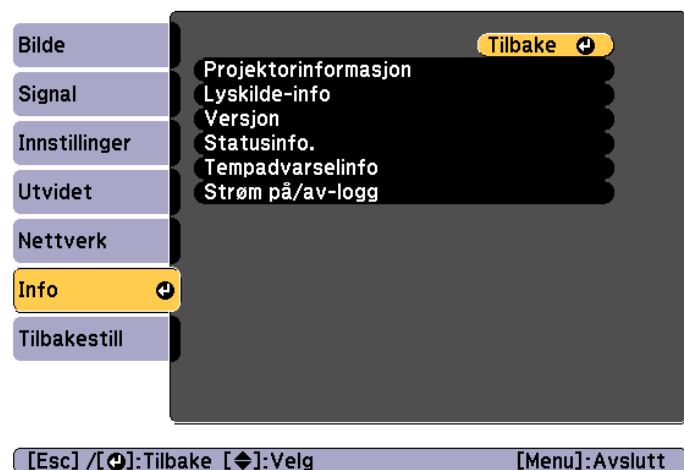 Bilde
Signal
Innstillinger
Utvidet
Nettverk
Info
Tilbakestill
Tilbake
Projektorinformasjon
Lyskilde-info
Versjon
Statusinfo.
Tempadvarselinfo
Strøm på/av-logg
[Esc] /[⏎]:Tilbake [◆]:Velg [Menu]:Avslutt